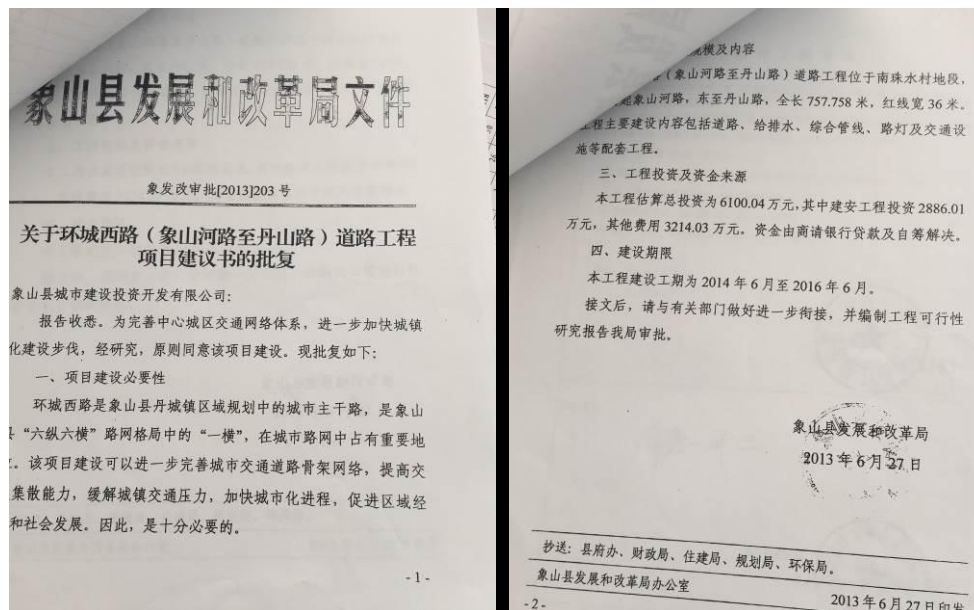 象山县发展和改革局文件
象发改审批[2013]203 号
关于环城西路（象山河路至丹山路）道路工程
项目建议书的批复
象山县城市建设投资开发有限公司：
报告收悉。为完善中心城区交通网络体系，进一步加快城镇
化建设步伐，经研究，原则同意该项目建设。现批复如下：
一、项目建设必要性
环城西路是象山县丹城镇区域规划中的城市主干路，是象山
县“六纵六横”路网格局中的“一横”，在城市路网中占有重要地
。该项目建设可以进一步完善城市交通道路骨架网络，提高交
集散能力，缓解城镇交通压力，加快城市化进程，促进区域经
和社会发展。因此，是十分必要的。
- 1 -
规模及内容
（象山河路至丹山路）道路工程位于南珠水村地段，
起象山河路，东至丹山路，全长 757.758 米，红线宽 36 米。
工程主要建设内容包括道路、给排水、综合管线、路灯及交通设
施等配套工程。
三、工程投资及资金来源
本工程估算总投资为 6100.04 万元，其中建安工程投资 2886.01
万元，其他费用 3214.03 万元。资金由商请银行贷款及自筹解决。
四、建设期限
本工程建设工期为 2014 年 6 月至 2016 年 6 月。
接文后，请与有关部门做好进一步衔接，并编制工程可行性
研究报告我局审批。
象山县发展和改革局
2013 年 6 月 27 日
抄送：县府办、财政局、住建局、规划局、环保局。
象山县发展和改革局办公室
2013 年 6 月 27 日印发
- 2 -